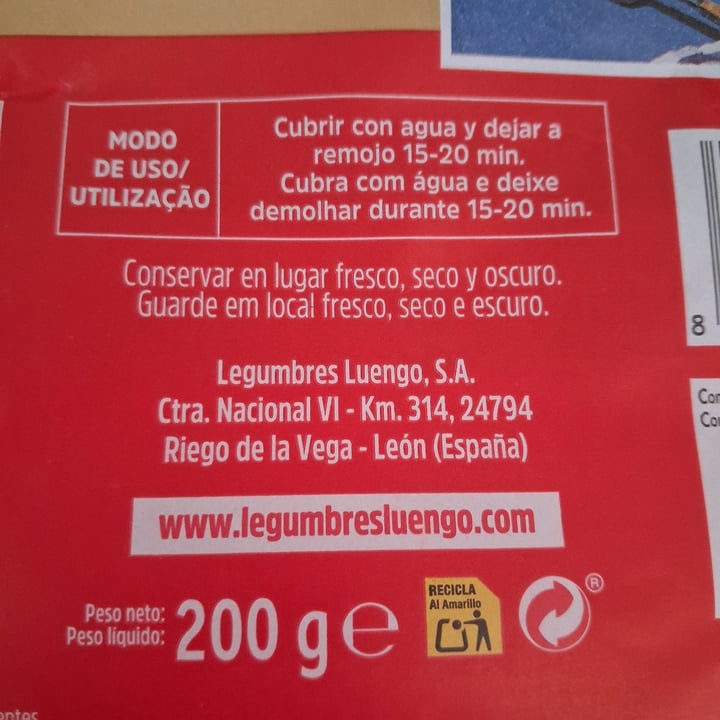 MODO
DE USO/
UTILIZAÇÃO
Cubrir con agua y dejar a
remojo 15-20 min.
Cubra com água e deixe
demolhar durante 15-20 min.
Conservar en lugar fresco, seco y oscuro.
Guarde em local fresco, seco e escuro.
Legumbres Luengo, S.A.
Ctra. Nacional VI - Km. 314, 24794
Riego de la Vega - León (España)
www.legumbresluengo.com
Peso neto:
Peso líquido:
200 g e
RECICLA
Al Amarillo
®
8